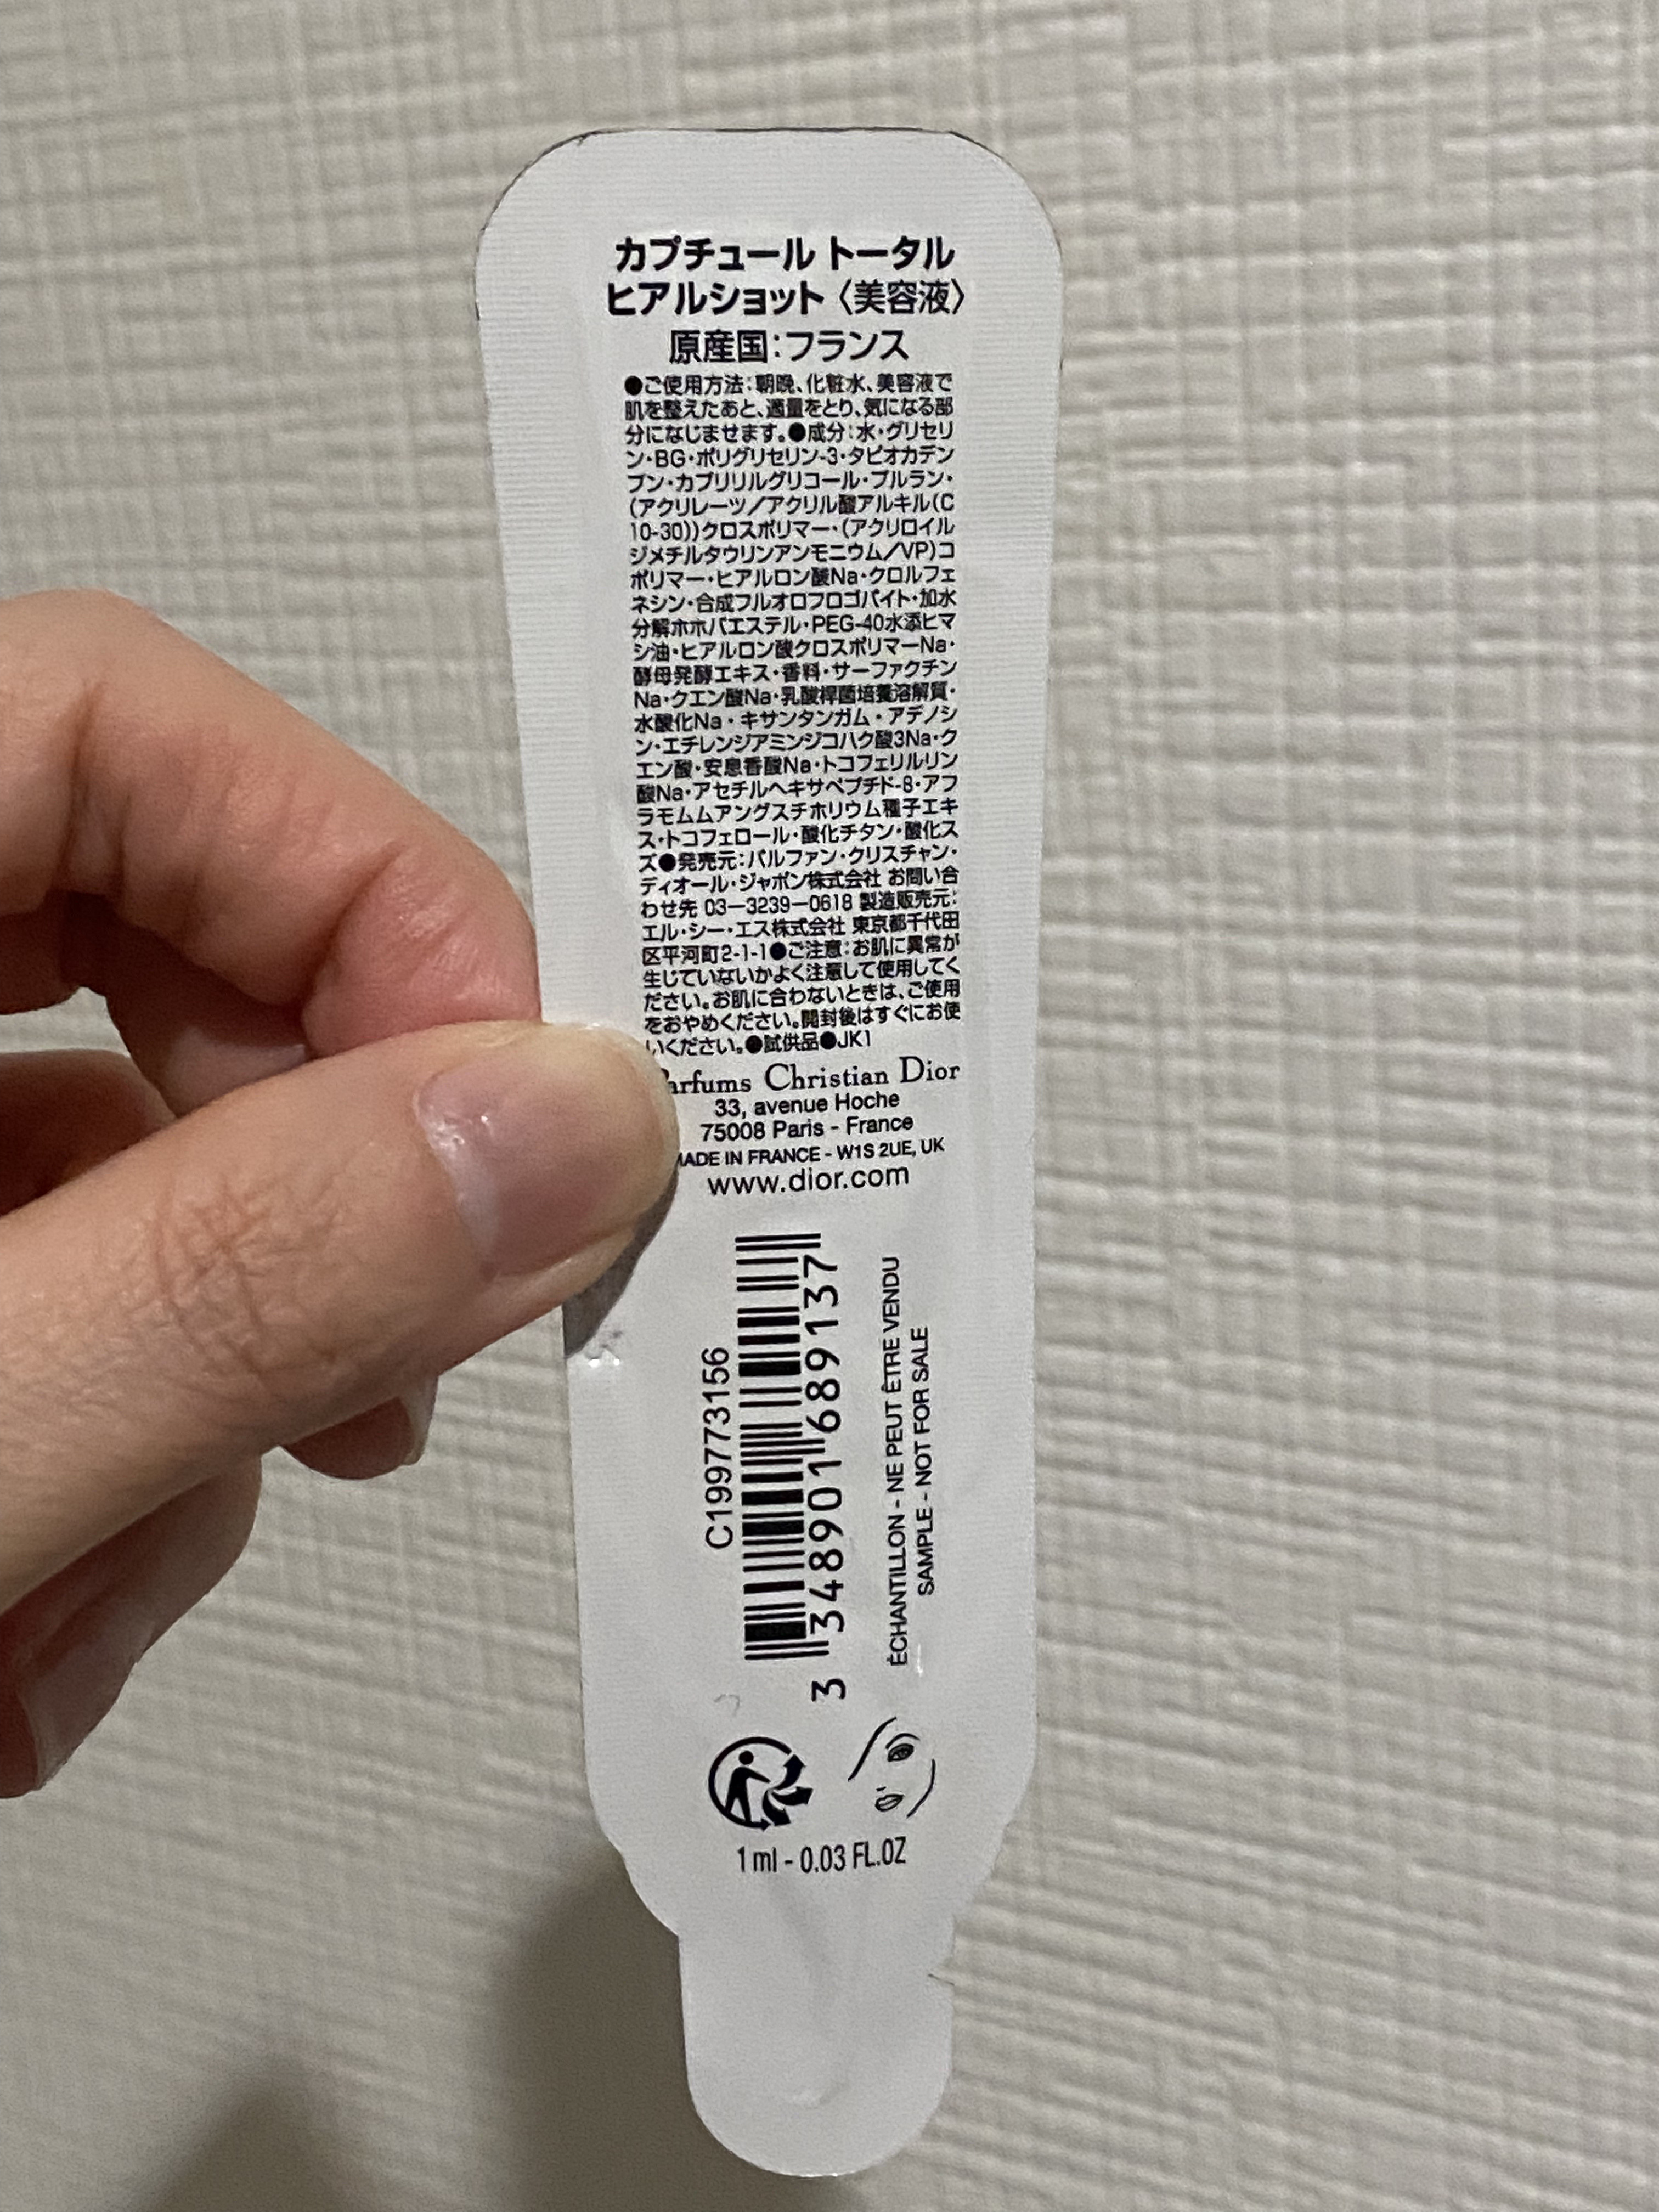 カプチュール トータル
ヒアルショット〈美容液〉
原産国：フランス
●ご使用方法：朝晩、化粧水、美容液で
肌を整えたあと、適量をとり、気になる部
分になじませます。●成分：水・グリセリ
ン・BG・ポリグリセリン-3・タピオカデン
プン・カプリリルグリコール・プルラン・
(アクリレーツ／アクリル酸アルキル(C
10-30))クロスポリマー・(アクリロイル
ジメチルタウリンアンモニウム／VP)コ
ポリマー・ヒアルロン酸Na・クロルフェ
ネシン・合成フルオロフロゴパイト・加水
分解ホホバエステル・PEG-40水添ヒマ
シ油・ヒアルロン酸クロスポリマーNa・
酵母発酵エキス・香料・サーファクチン
Na・クエン酸Na・乳酸桿菌培養溶解質・
水酸化Na・キサンタンガム・アデノシ
ン・エチレンジアミンジコハク酸3Na・ク
エン酸・安息香酸Na・トコフェリルリン
酸Na・アセチルヘキサペプチド-8・アフ
ラモムムアングスチホリウム種子エキ
ス・トコフェロール・酸化チタン・酸化ス
ズ●発売元：パルファン・クリスチャン・
ディオール・ジャポン株式会社 お問い合
わせ先 03―3239―0618 製造販売元：
エル・シー・エス株式会社 東京都千代田
区平河町2-1-1●ご注意：お肌に異常が
生じていないかよく注意して使用してく
ださい。お肌に合わないときは、ご使用
をおやめください。開封後はすぐにお使
いください。●試供品●JK1
Parfums Christian Dior
33, avenue Hoche
75008 Paris - France
MADE IN FRANCE - W1S 2UE, UK
www.dior.com
C199773156
3 348901 689137
ÉCHANTILLON - NE PEUT ÊTRE VENDU
SAMPLE - NOT FOR SALE
1 ml - 0.03 FL.OZ